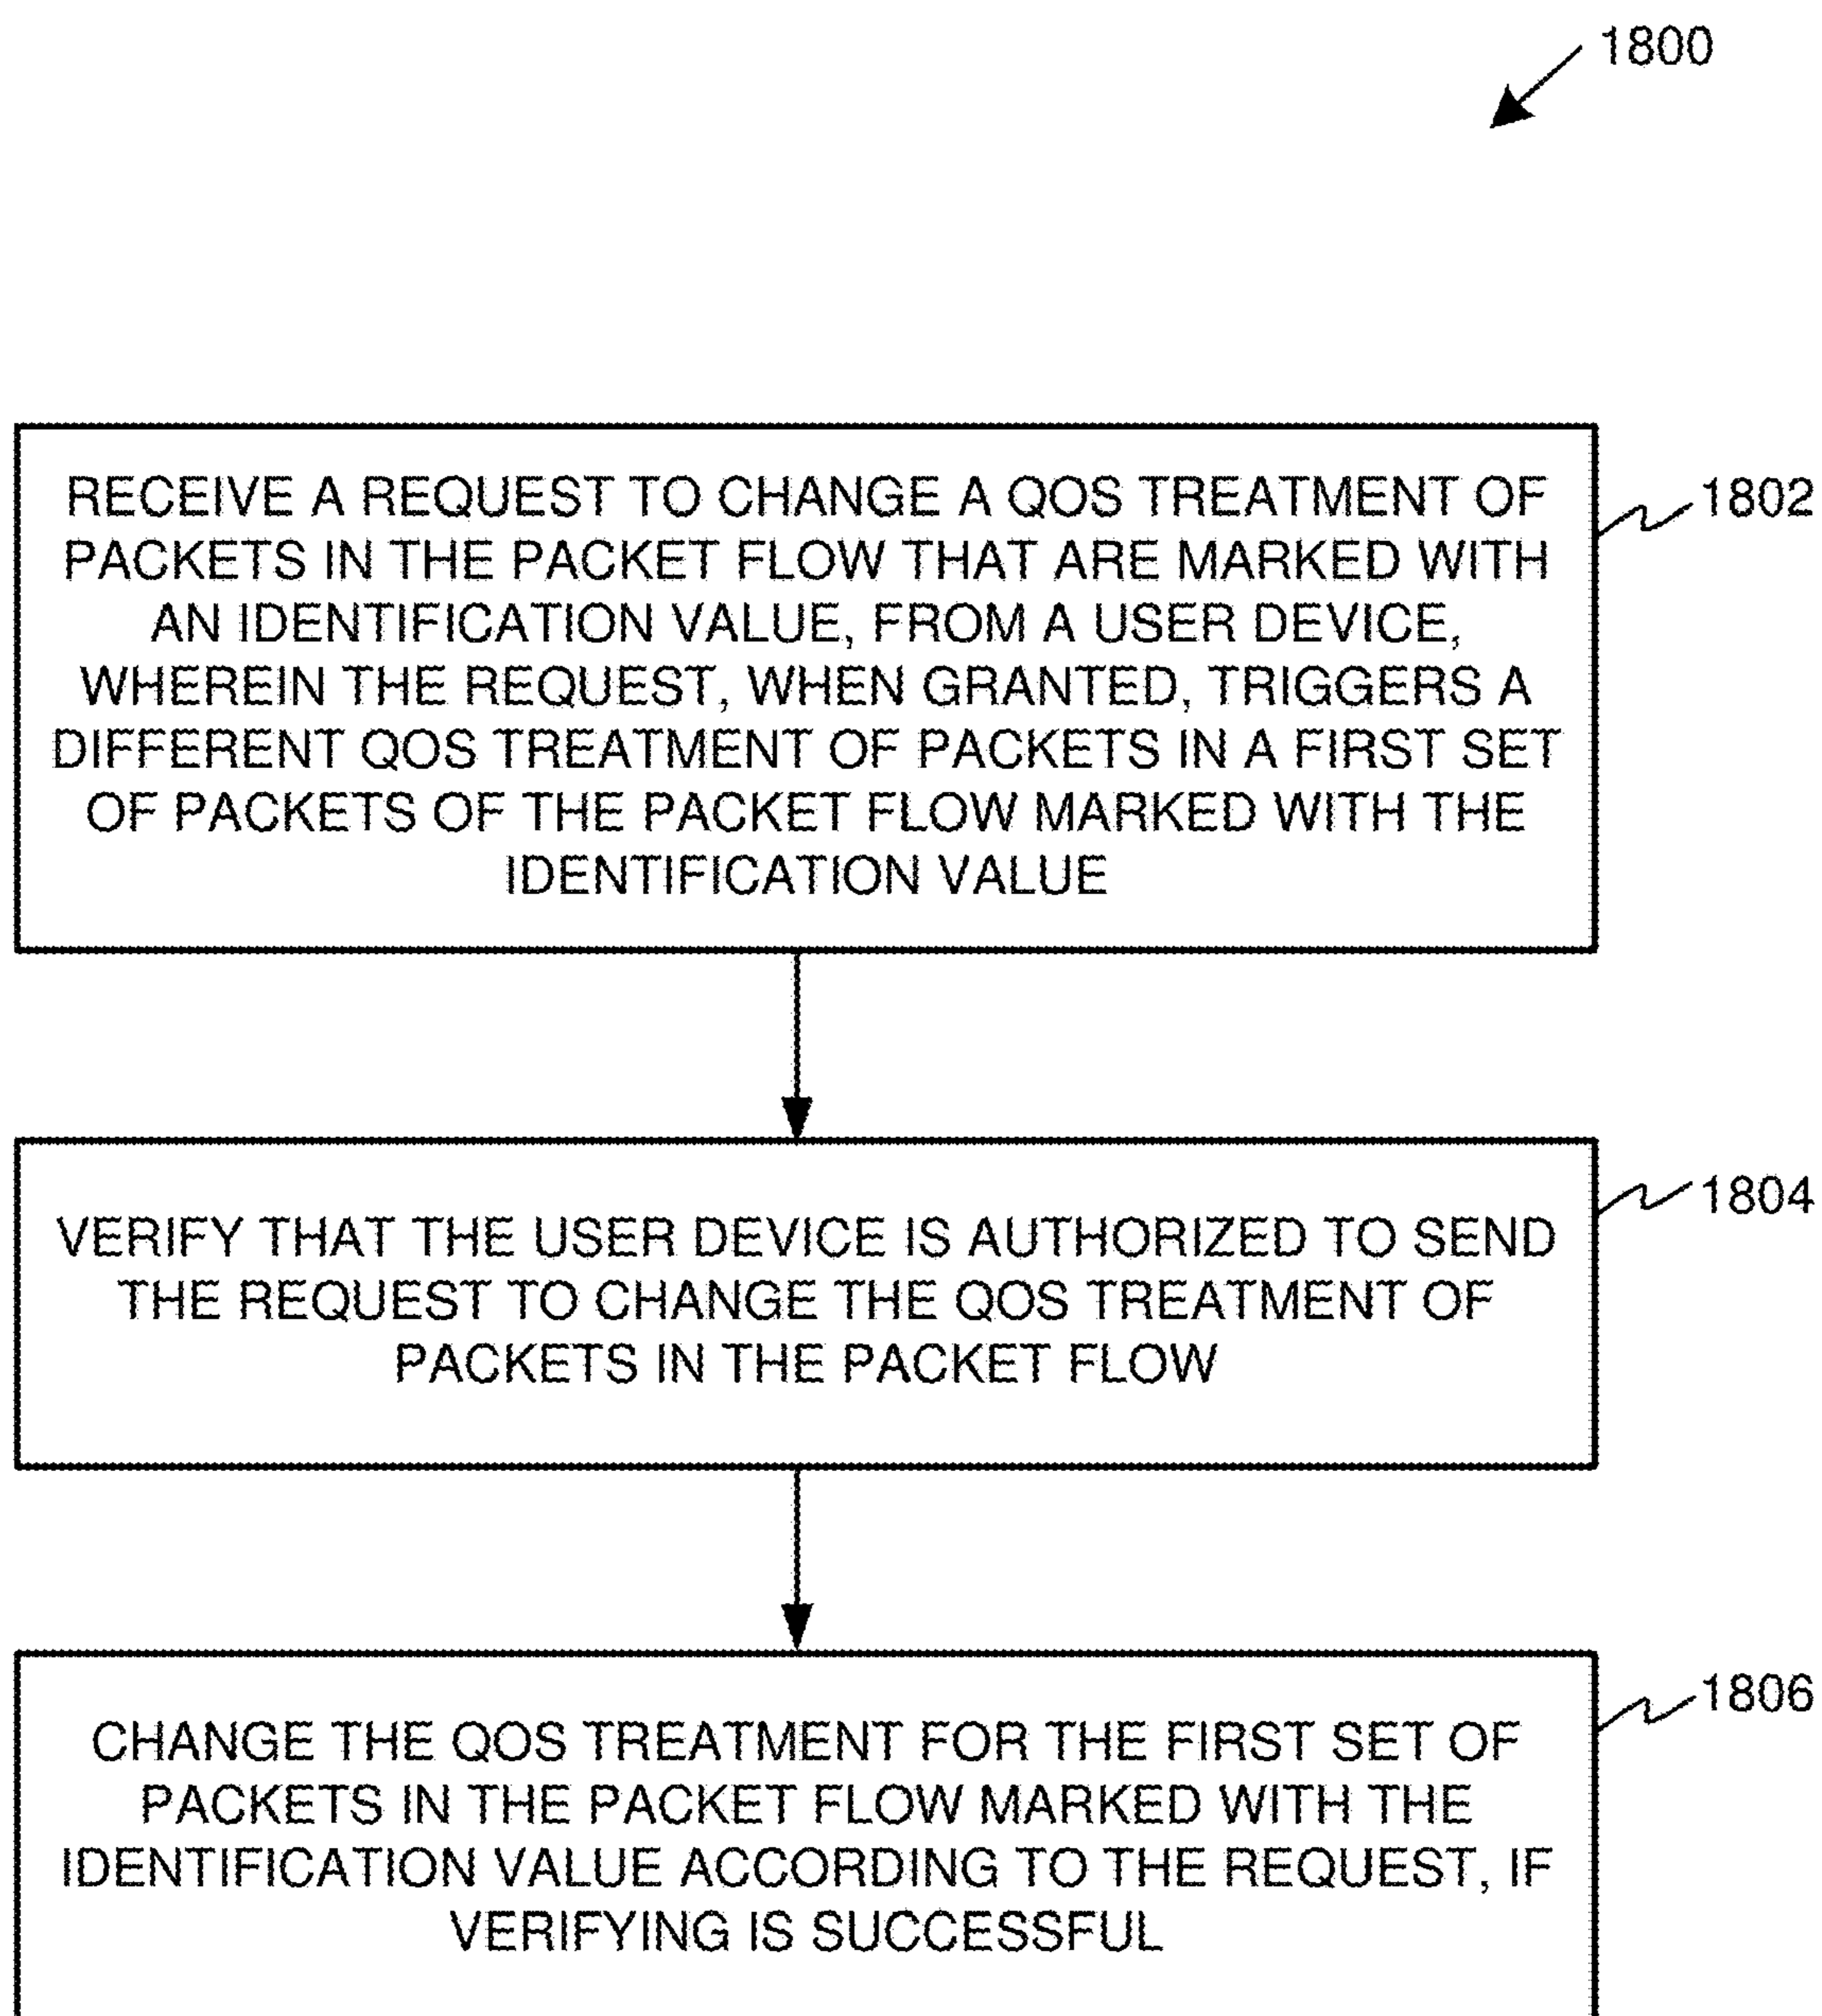 1800
RECEIVE A REQUEST TO CHANGE A QOS TREATMENT OF
PACKETS IN THE PACKET FLOW THAT ARE MARKED WITH
AN IDENTIFICATION VALUE, FROM A USER DEVICE,
WHEREIN THE REQUEST, WHEN GRANTED, TRIGGERS A
DIFFERENT QOS TREATMENT OF PACKETS IN A FIRST SET
OF PACKETS OF THE PACKET FLOW MARKED WITH THE
IDENTIFICATION VALUE
1802
VERIFY THAT THE USER DEVICE IS AUTHORIZED TO SEND
THE REQUEST TO CHANGE THE QOS TREATMENT OF
PACKETS IN THE PACKET FLOW
1804
CHANGE THE QOS TREATMENT FOR THE FIRST SET OF
PACKETS IN THE PACKET FLOW MARKED WITH THE
IDENTIFICATION VALUE ACCORDING TO THE REQUEST, IF
VERIFYING IS SUCCESSFUL
1806